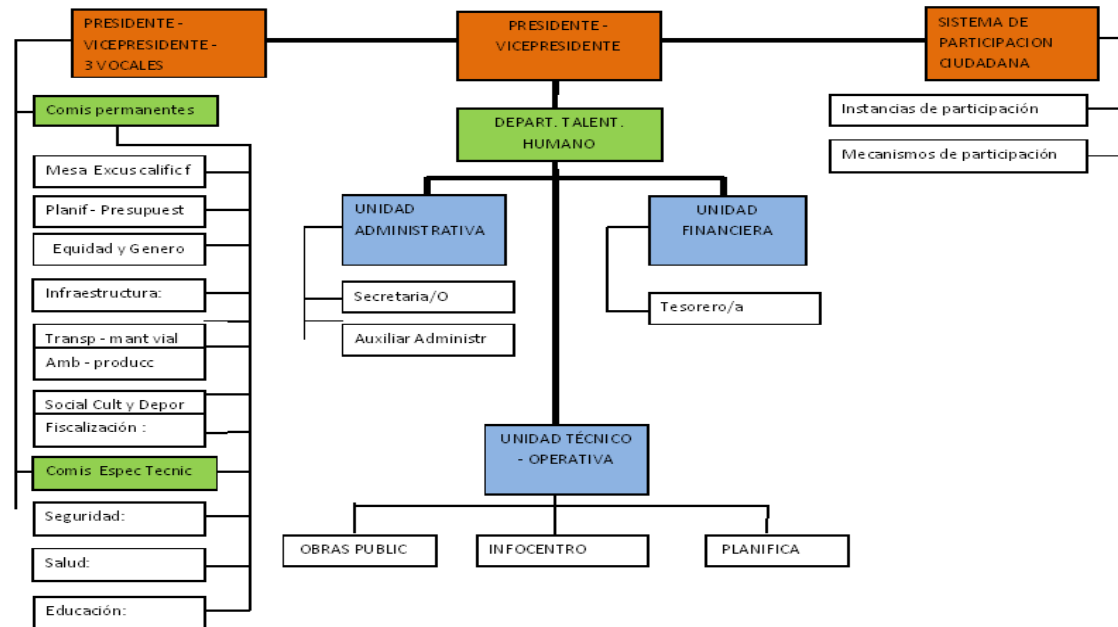 PRESIDENTE -
VICEPRESIDENTE -
3 VOCALES
PRESIDENTE -
VICEPRESIDENTE
SISTEMA DE
PARTICIPACION
CIUDADANA
Comis permanentes
Mesa Excus calific f
Planif - Presupuest
Equidad y Genero
Infraestructura:
Transp - mant vial
Amb - producc
Social Cult y Depor
Fiscalización :
Comis Espec Tecnic
Seguridad:
Salud:
Educación:
DEPART. TALENT.
HUMANO
UNIDAD
ADMINISTRATIVA
Secretaria/O
Auxiliar Administr
UNIDAD
FINANCIERA
Tesorero/a
UNIDAD TÉCNICO
- OPERATIVA
OBRAS PUBLIC
INFOCENTRO
PLANIFICA
Instancias de participación
Mecanismos de participación